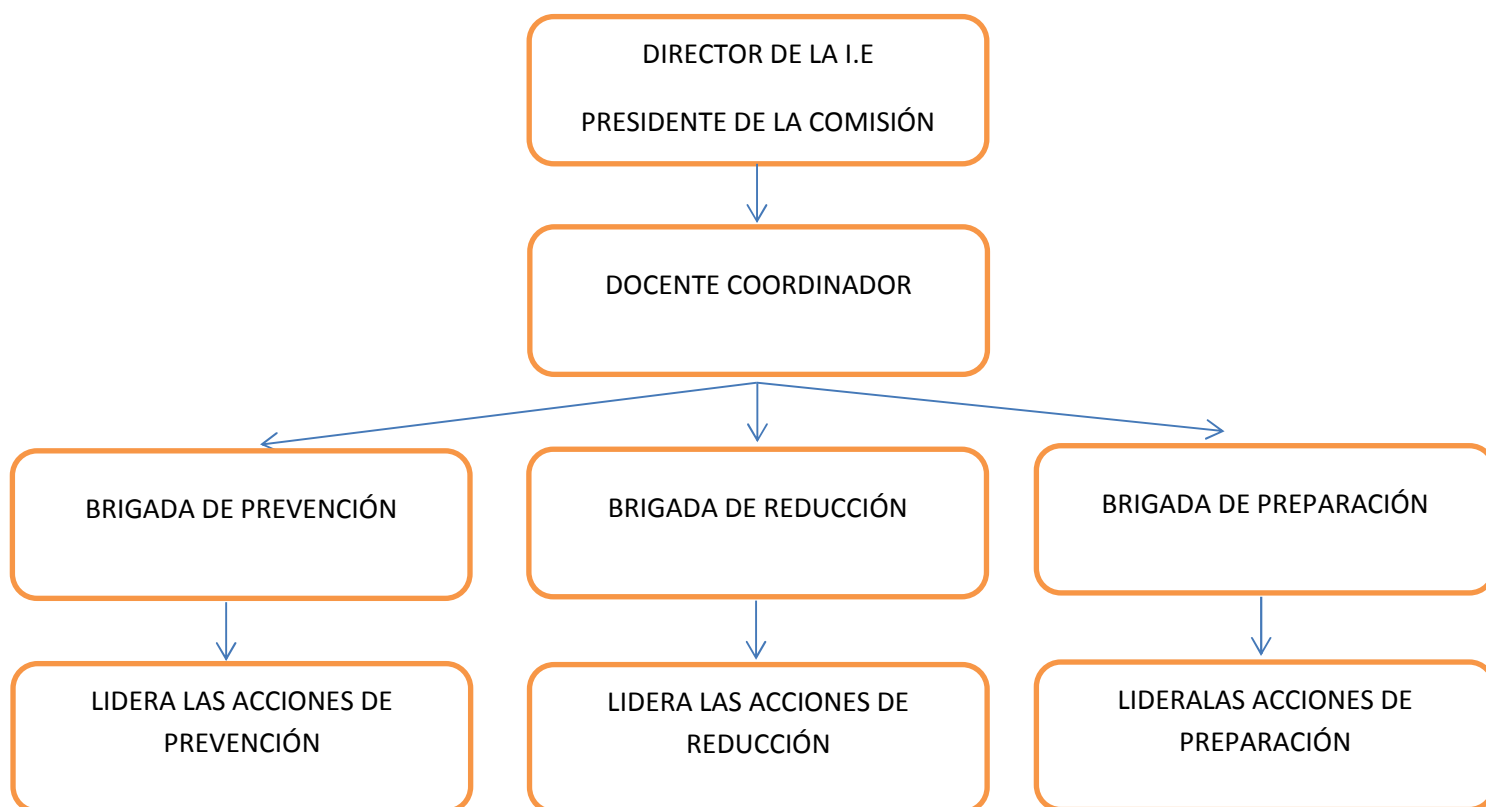 DIRECTOR DE LA I.E
PRESIDENTE DE LA COMISIÓN
DOCENTE COORDINADOR
BRIGADA DE PREVENCIÓN
BRIGADA DE REDUCCIÓN
BRIGADA DE PREPARACIÓN
LIDERA LAS ACCIONES DE
PREVENCIÓN
LIDERA LAS ACCIONES DE
REDUCCIÓN
LIDERALAS ACCIONES DE
PREPARACIÓN